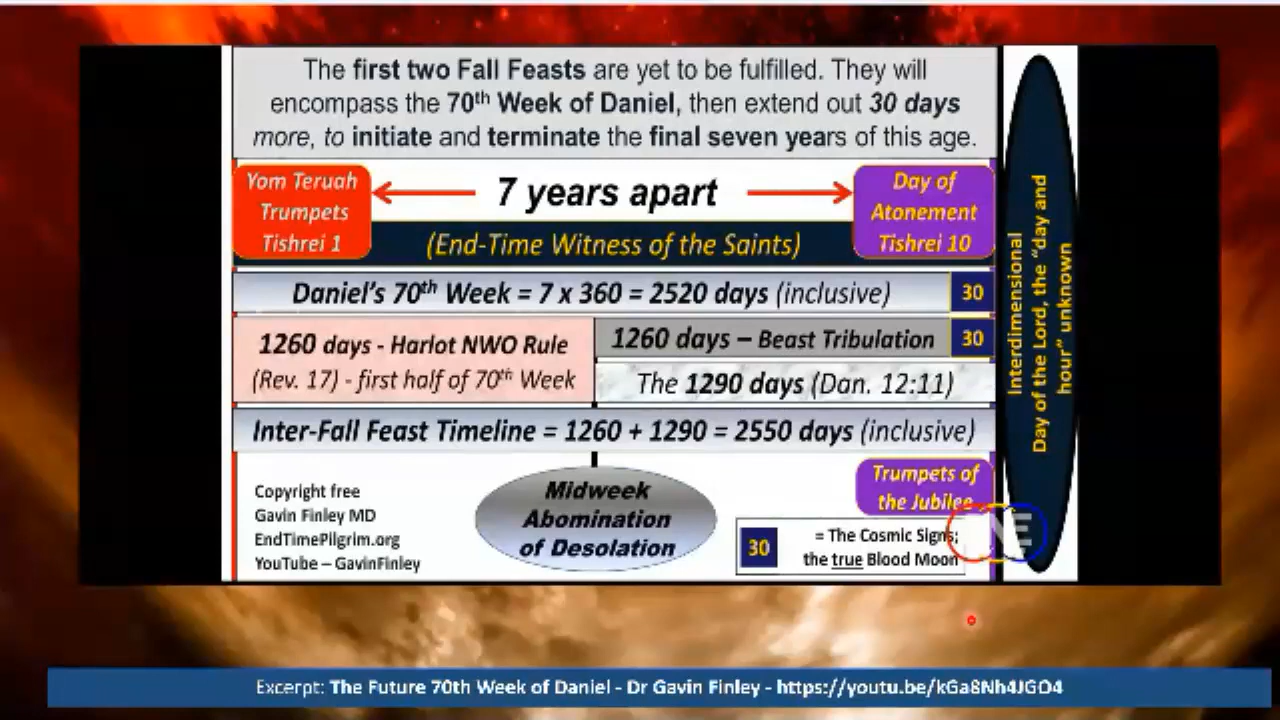 The first two Fall Feasts are yet to be fulfilled. They will
encompass the 70th Week of Daniel, then extend out 30 days
more, to initiate and terminate the final seven years of this age.
Yom Teruah
Trumpets
Tishrei 1
7 years apart
Day of
Atonement
Tishrei 10
(End-Time Witness of the Saints)
Daniel's 70th Week = 7 x 360 = 2520 days (inclusive)
30
1260 days - Harlot NWO Rule
(Rev. 17) - first half of 70th Week
1260 days – Beast Tribulation
30
The 1290 days (Dan. 12:11)
Inter-Fall Feast Timeline = 1260 + 1290 = 2550 days (inclusive)
Copyright free
Gavin Finley MD
EndTimePilgrim.org
YouTube – GavinFinley
Midweek
Abomination
of Desolation
Trumpets of
the Jubilee
30
= The Cosmic Signs;
the true Blood Moon
Interdimensional
Day of the Lord, the "day and
hour" unknown
Excerpt: The Future 70th Week of Daniel - Dr Gavin Finley - https://youtu.be/kGa8Nh4JGO4